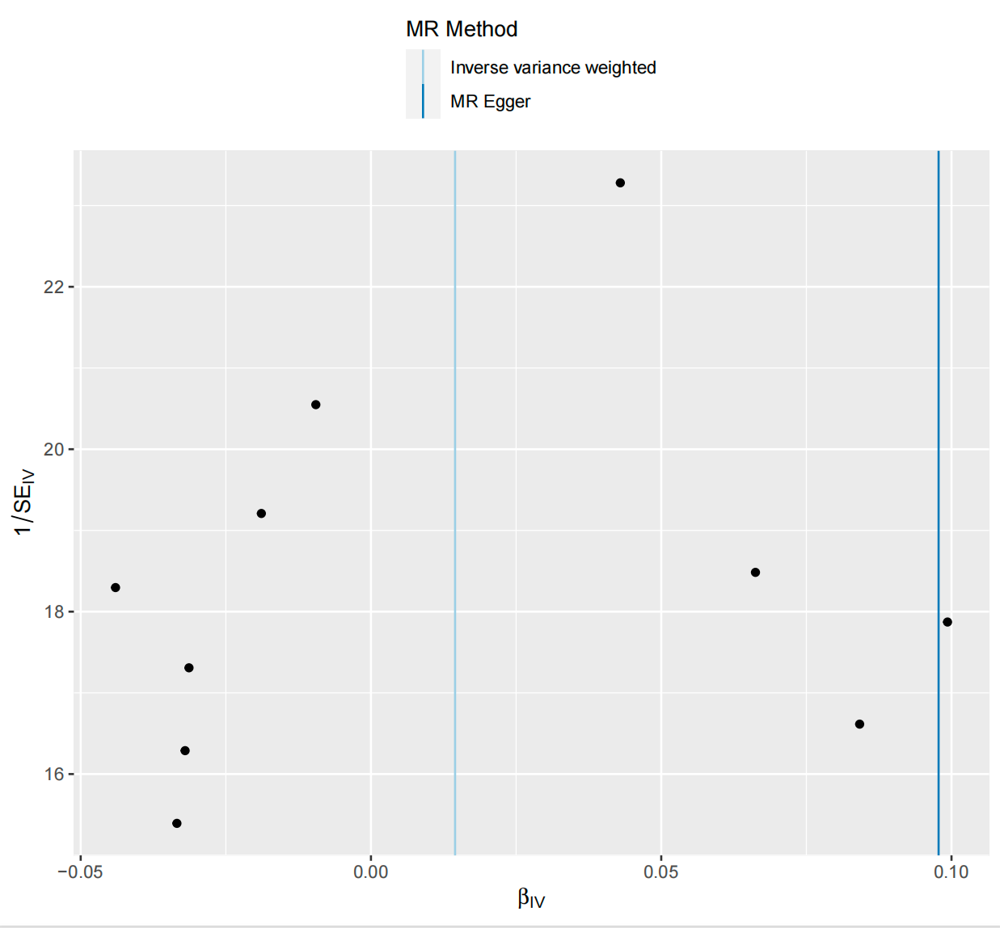 MR Method
Inverse variance weighted
MR Egger
22
20
18
16
1/SE_IV
−0.05
0.00
0.05
0.10
β_IV